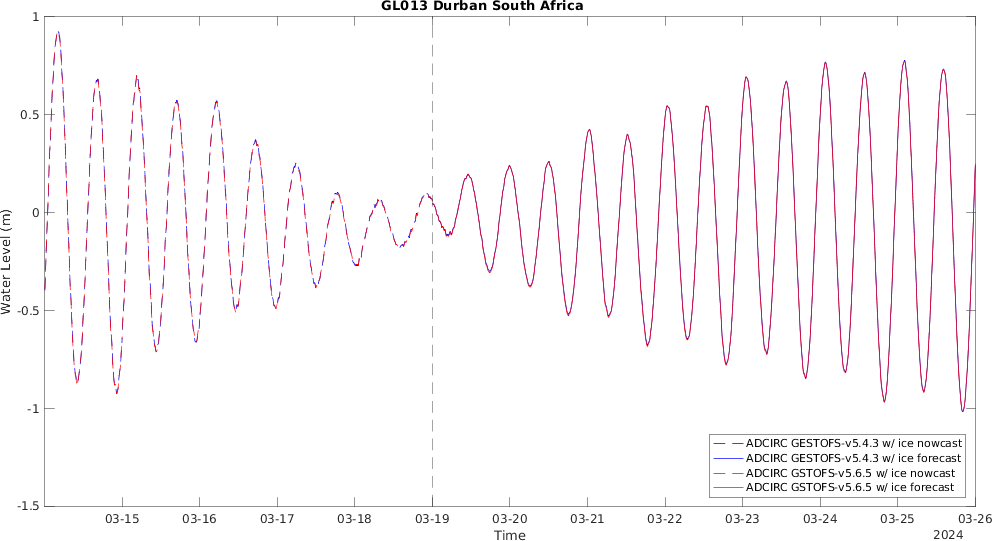 GL013 Durban South Africa
Water Level (m)
1
0.5
0
-0.5
-1
-1.5
03-15 03-16 03-17 03-18 03-19 03-20 03-21 03-22 03-23 03-24 03-25 03-26
Time
2024
ADCIRC GESTOFS-v5.4.3 w/ ice nowcast
ADCIRC GESTOFS-v5.4.3 w/ ice forecast
ADCIRC GSTOFS-v5.6.5 w/ ice nowcast
ADCIRC GSTOFS-v5.6.5 w/ ice forecast